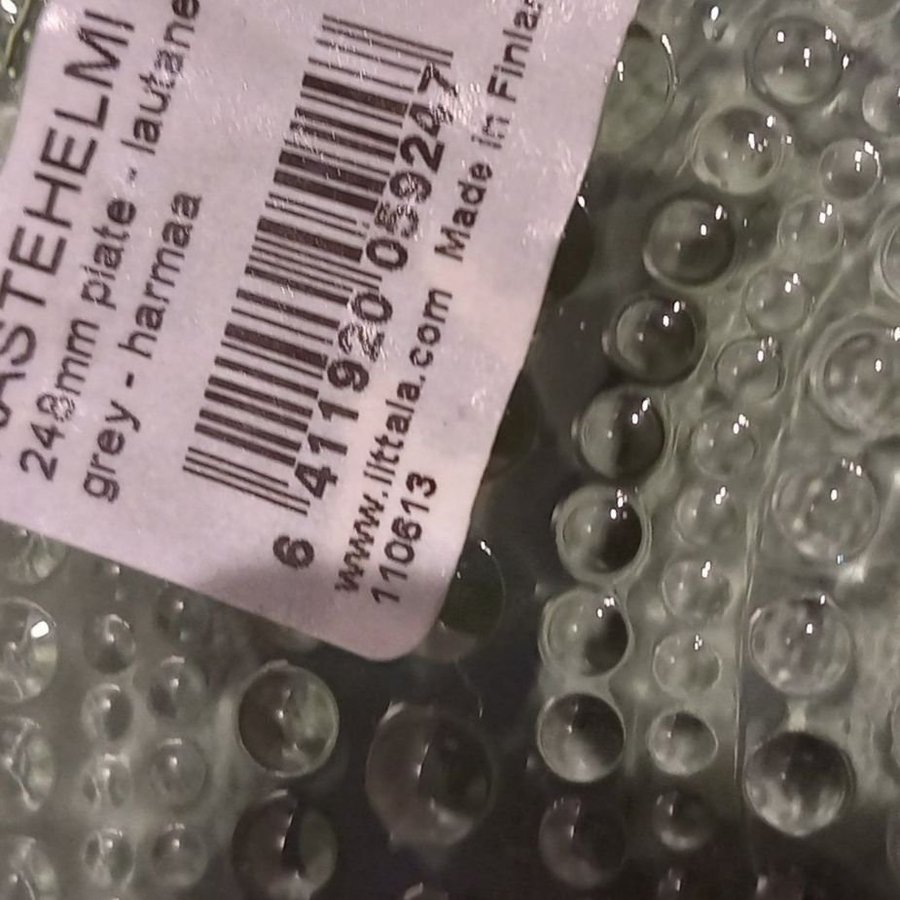 ASTEHELMI
248mm plate - lautane
grey - harmaa
6 411920 059247
www.iittala.com Made in Finla
110613